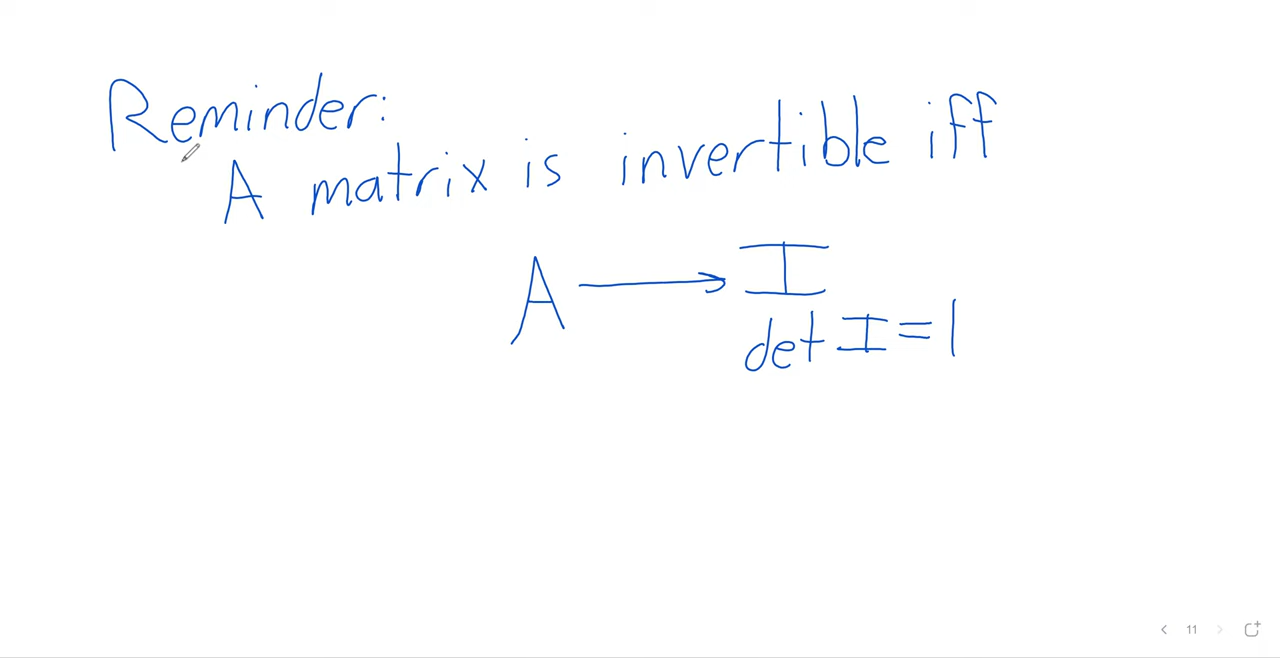 Reminder:
A matrix is invertible iff
A → I
det I = 1
11